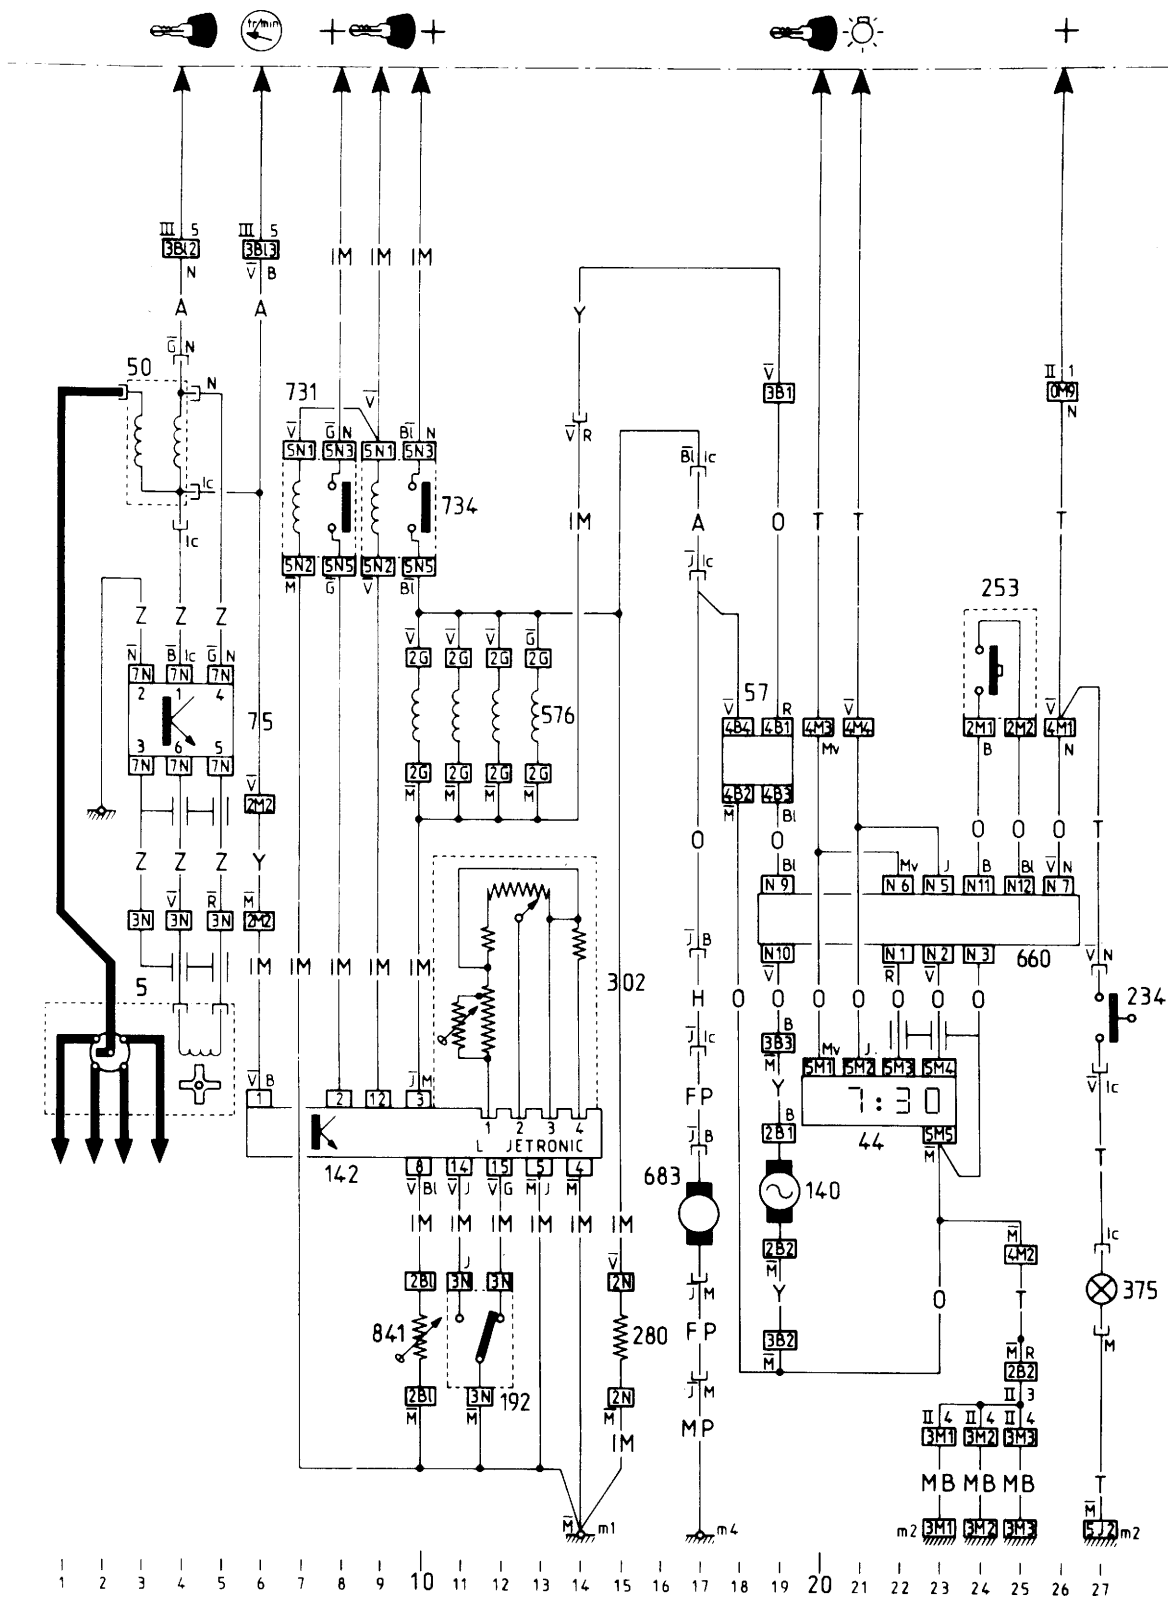 tr/min
+ + +
III 5 III 5
3Bl2 3Bl3
N V B
IM IM IM
A A
Y
G N
50 N
V
3B1
II 1
0M9
N
731 V
V G N Bl N
5N1 5N3 5N1 5N3
V R
Bl Ic
Ic
734
IM A O T T T
Ic
5N2 5N5 5N2 5N5
M G V Bl
J Ic
253
Z Z Z
V V V G
N B Ic G N
7N 7N 7N
2G 2G 2G 2G
2 1 4
75
576
57
V R V V
4B4 4B1 4M3 4M4 2M1 2M2 4M1
Mv B N
3 6 5
7N 7N 7N
2G 2G 2G 2G
M M M M
V
2M2
4B2 4B3
M Bl
O O O O O T
Z Z Z Y
Bl Mv J B Bl V N
N9 N6 N5 N11 N12 N7
V R M
3N 3N 3N 2M2
J B
N10 N1 N2 N3 660
V R V
V N
IM IM IM IM IM
5 302
H O O O O O O O
234
B
3B3
M
J Ic
Mv J
5M1 5M2 5M3 5M4
V Ic
V B J M
1 2 12 3
Y
FP
7:30
1 2 3 4
L JETRONIC
B
2B1
J B
5M5
M
44
142
8 14 15 5 4
V Bl V J V G M J M
T
683 140
IM IM IM IM IM IM
M
4M2
2B2
M
Ic
J V
2Bl 3N 3N 2N
J M
Y O T 375
841 280 FP
3B2
M
M R
2B2
M
2Bl 3N 192 2N
M M M
J M
II 3
II 4 II 4 II 4
3M1 3M2 3M3
IM MP
MB MB MB T
M m1 m4 m2 3M1 3M2 3M3
M
5J2 m2
1 2 3 4 5 6 7 8 9 10 11 12 13 14 15 16 17 18 19 20 21 22 23 24 25 26 27